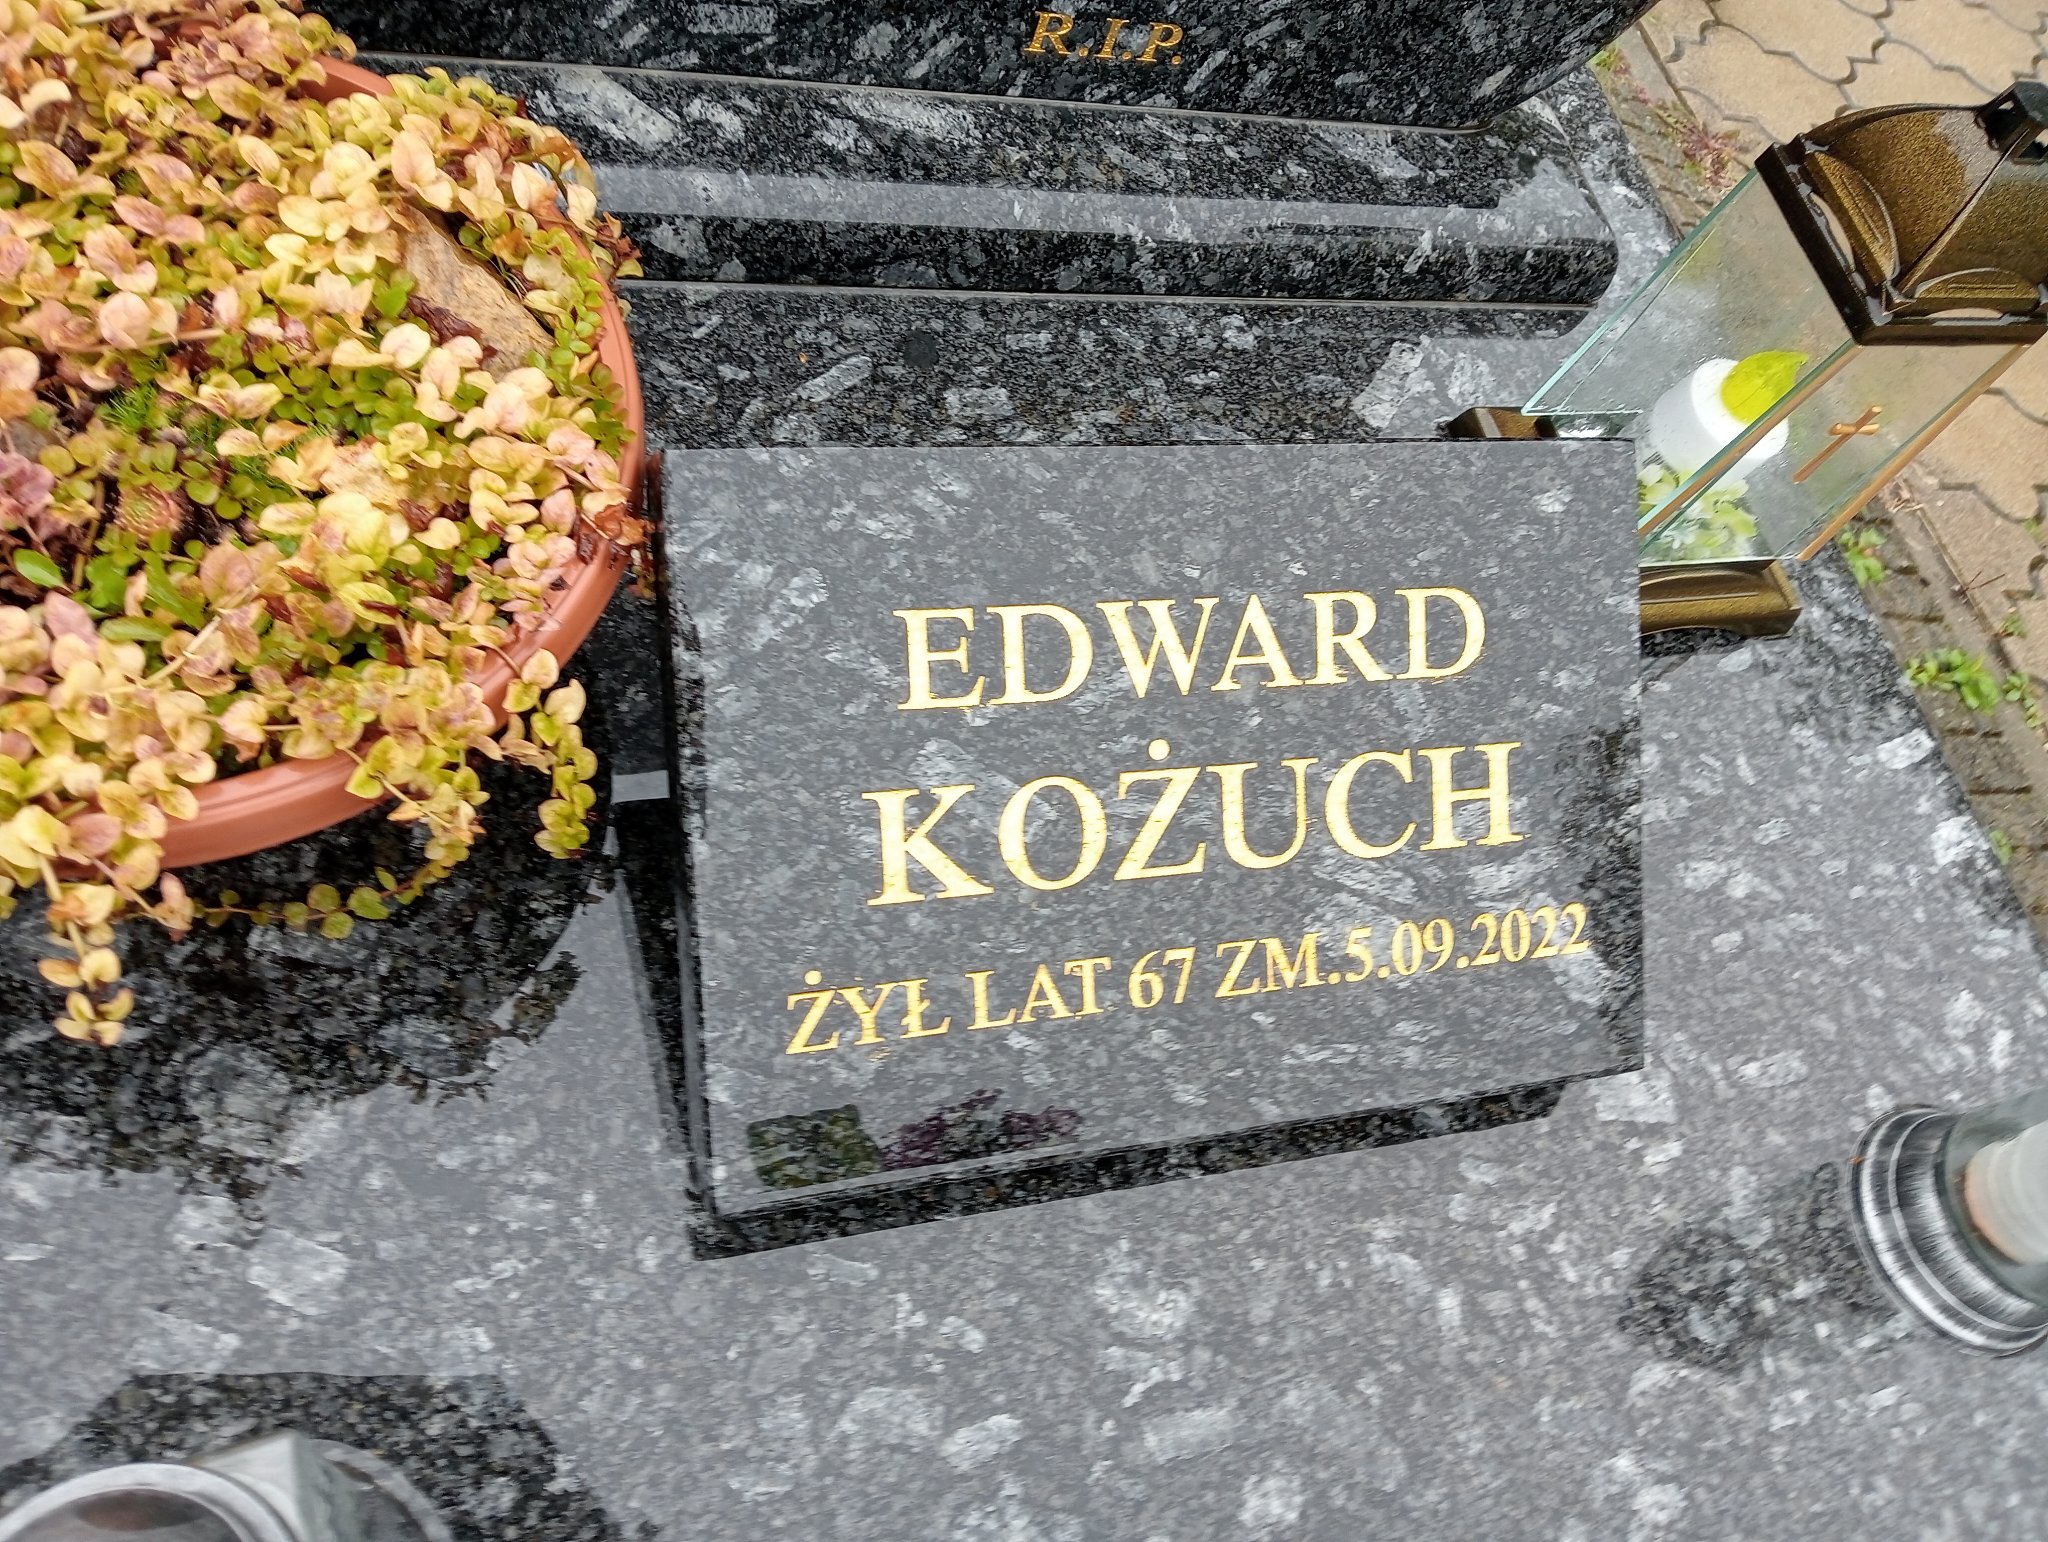 R.I.P.
EDWARD
KOŻUCH
ŻYŁ LAT 67 ZM.5.09.2022